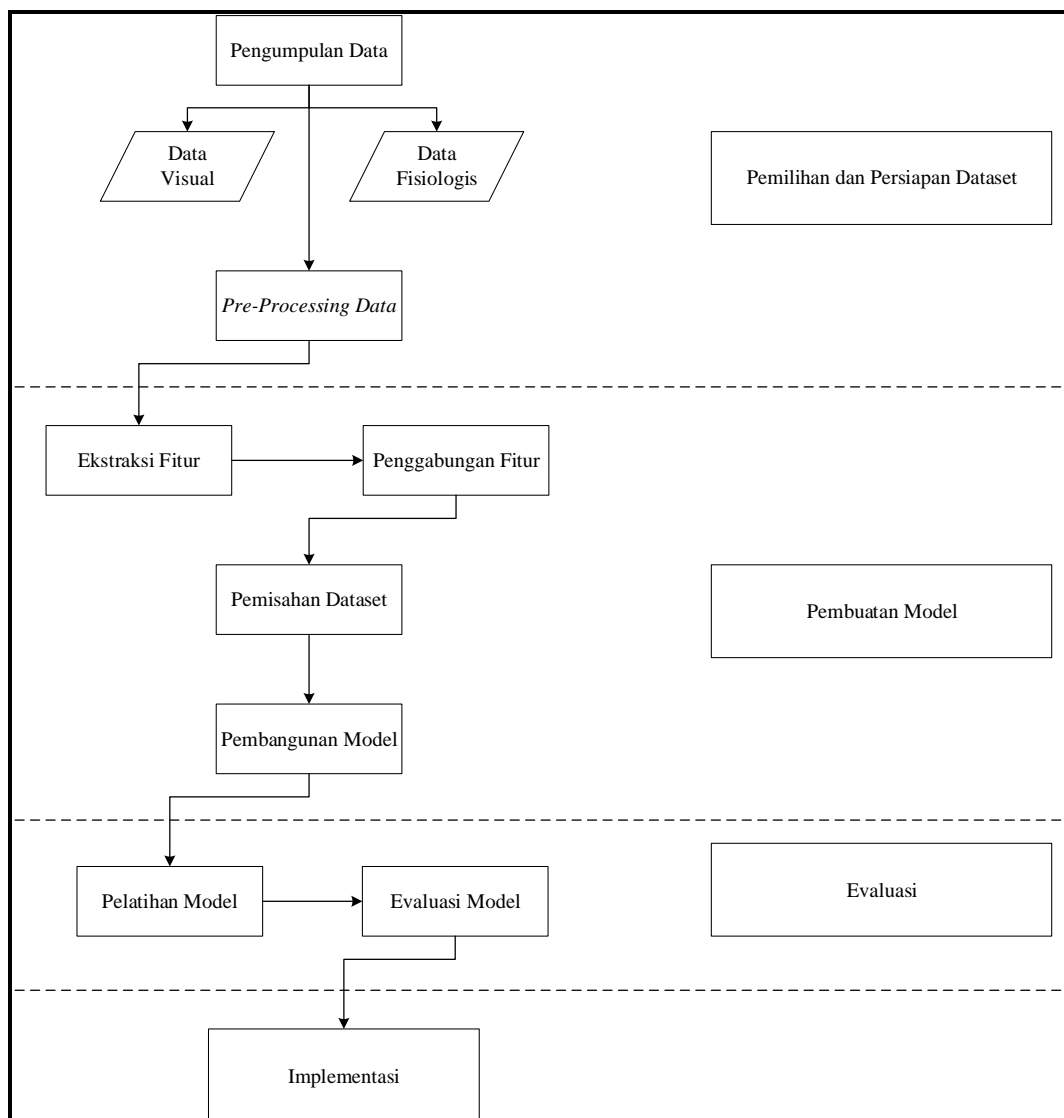 Pengumpulan Data
Data
Visual
Data
Fisiologis
Pemilihan dan Persiapan Dataset
Pre-Processing Data
Ekstraksi Fitur
Penggabungan Fitur
Pemisahan Dataset
Pembuatan Model
Pembangunan Model
Pelatihan Model
Evaluasi Model
Evaluasi
Implementasi